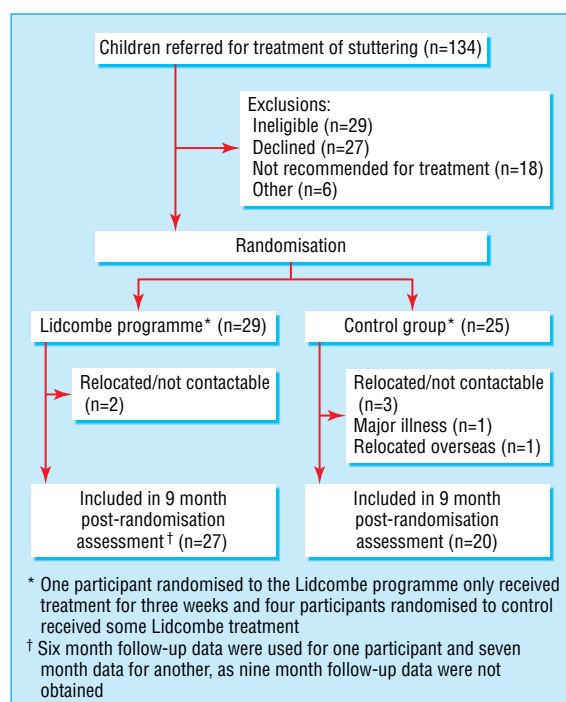 Children referred for treatment of stuttering (n=134)
Exclusions:
Ineligible (n=29)
Declined (n=27)
Not recommended for treatment (n=18)
Other (n=6)
Randomisation
Lidcombe programme* (n=29)
Control group* (n=25)
Relocated/not contactable
(n=2)
Relocated/not contactable
(n=3)
Major illness (n=1)
Relocated overseas (n=1)
Included in 9 month
post-randomisation
assessment† (n=27)
Included in 9 month
post-randomisation
assessment (n=20)
* One participant randomised to the Lidcombe programme only received
treatment for three weeks and four participants randomised to control
received some Lidcombe treatment
† Six month follow-up data were used for one participant and seven
month data for another, as nine month follow-up data were not
obtained